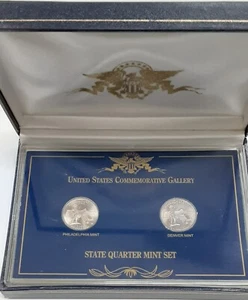 UNITED STATES COMMEMORATIVE GALLERY
PHILADELPHIA MINT
DENVER MINT
STATE QUARTER MINT SET